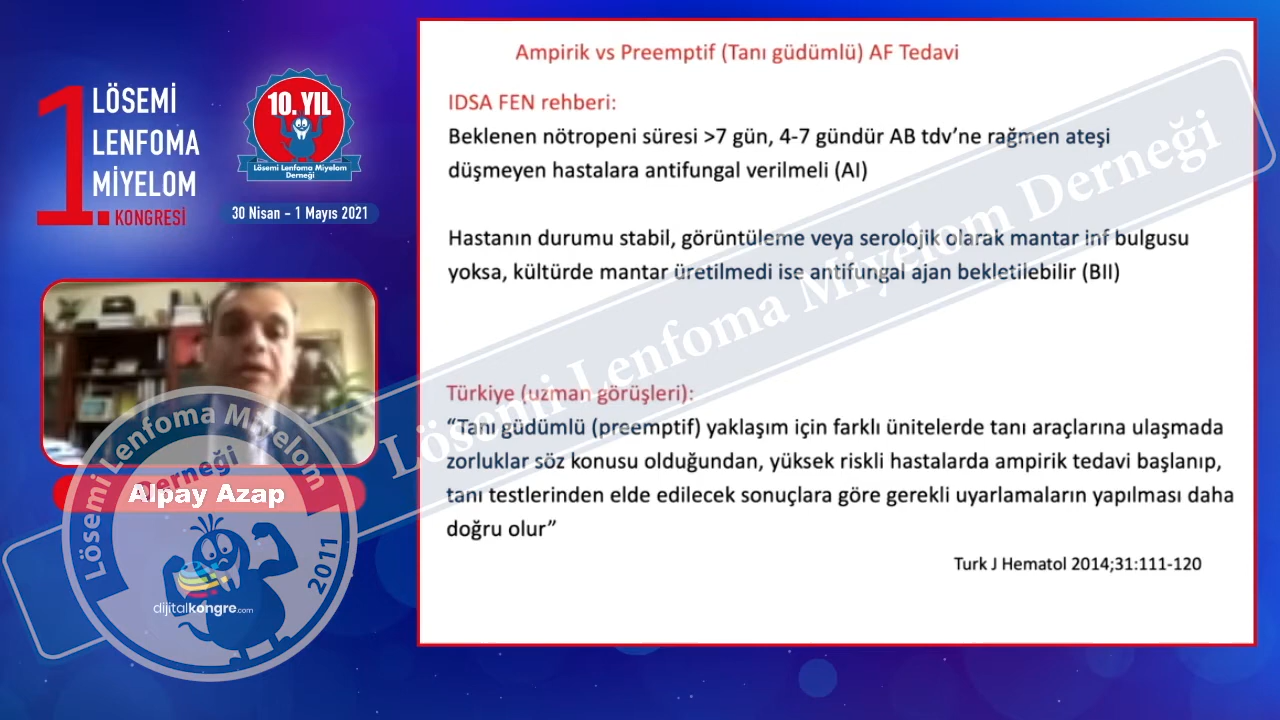 1.
LÖSEMİ
LENFOMA
MİYELOM
KONGRESİ
10. YIL
Lösemi Lenfoma Miyelom
Derneği
30 Nisan - 1 Mayıs 2021
Ampirik vs Preemptif (Tanı güdümlü) AF Tedavi
IDSA FEN rehberi:
Beklenen nötropeni süresi >7 gün, 4-7 gündür AB tdv’ne rağmen ateşi
düşmeyen hastalara antifungal verilmeli (AI)
Hastanın durumu stabil, görüntüleme veya serolojik olarak mantar inf bulgusu
yoksa, kültürde mantar üretilmedi ise antifungal ajan bekletilebilir (BII)
Türkiye (uzman görüşleri):
“Tanı güdümlü (preemptif) yaklaşım için farklı ünitelerde tanı araçlarına ulaşmada
zorluklar söz konusu olduğundan, yüksek riskli hastalarda ampirik tedavi başlanıp,
tanı testlerinden elde edilecek sonuçlara göre gerekli uyarlamaların yapılması daha
doğru olur”
Turk J Hematol 2014;31:111-120
Alpay Azap
Lösemi Lenfoma Miyelom
Derneği
2011
dijitalkongre.com
Lösemi Lenfoma Miyelom Derneği